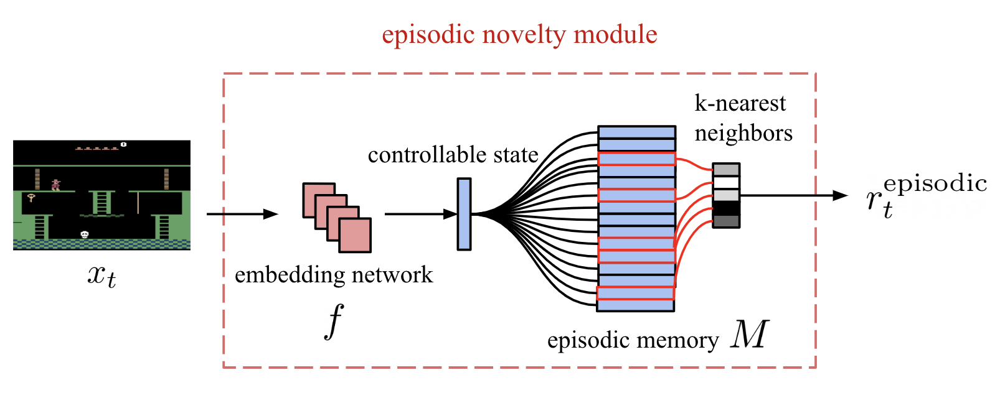 episodic novelty module
k-nearest
neighbors
controllable state
r_t^episodic
x_t
embedding network
f
episodic memory M